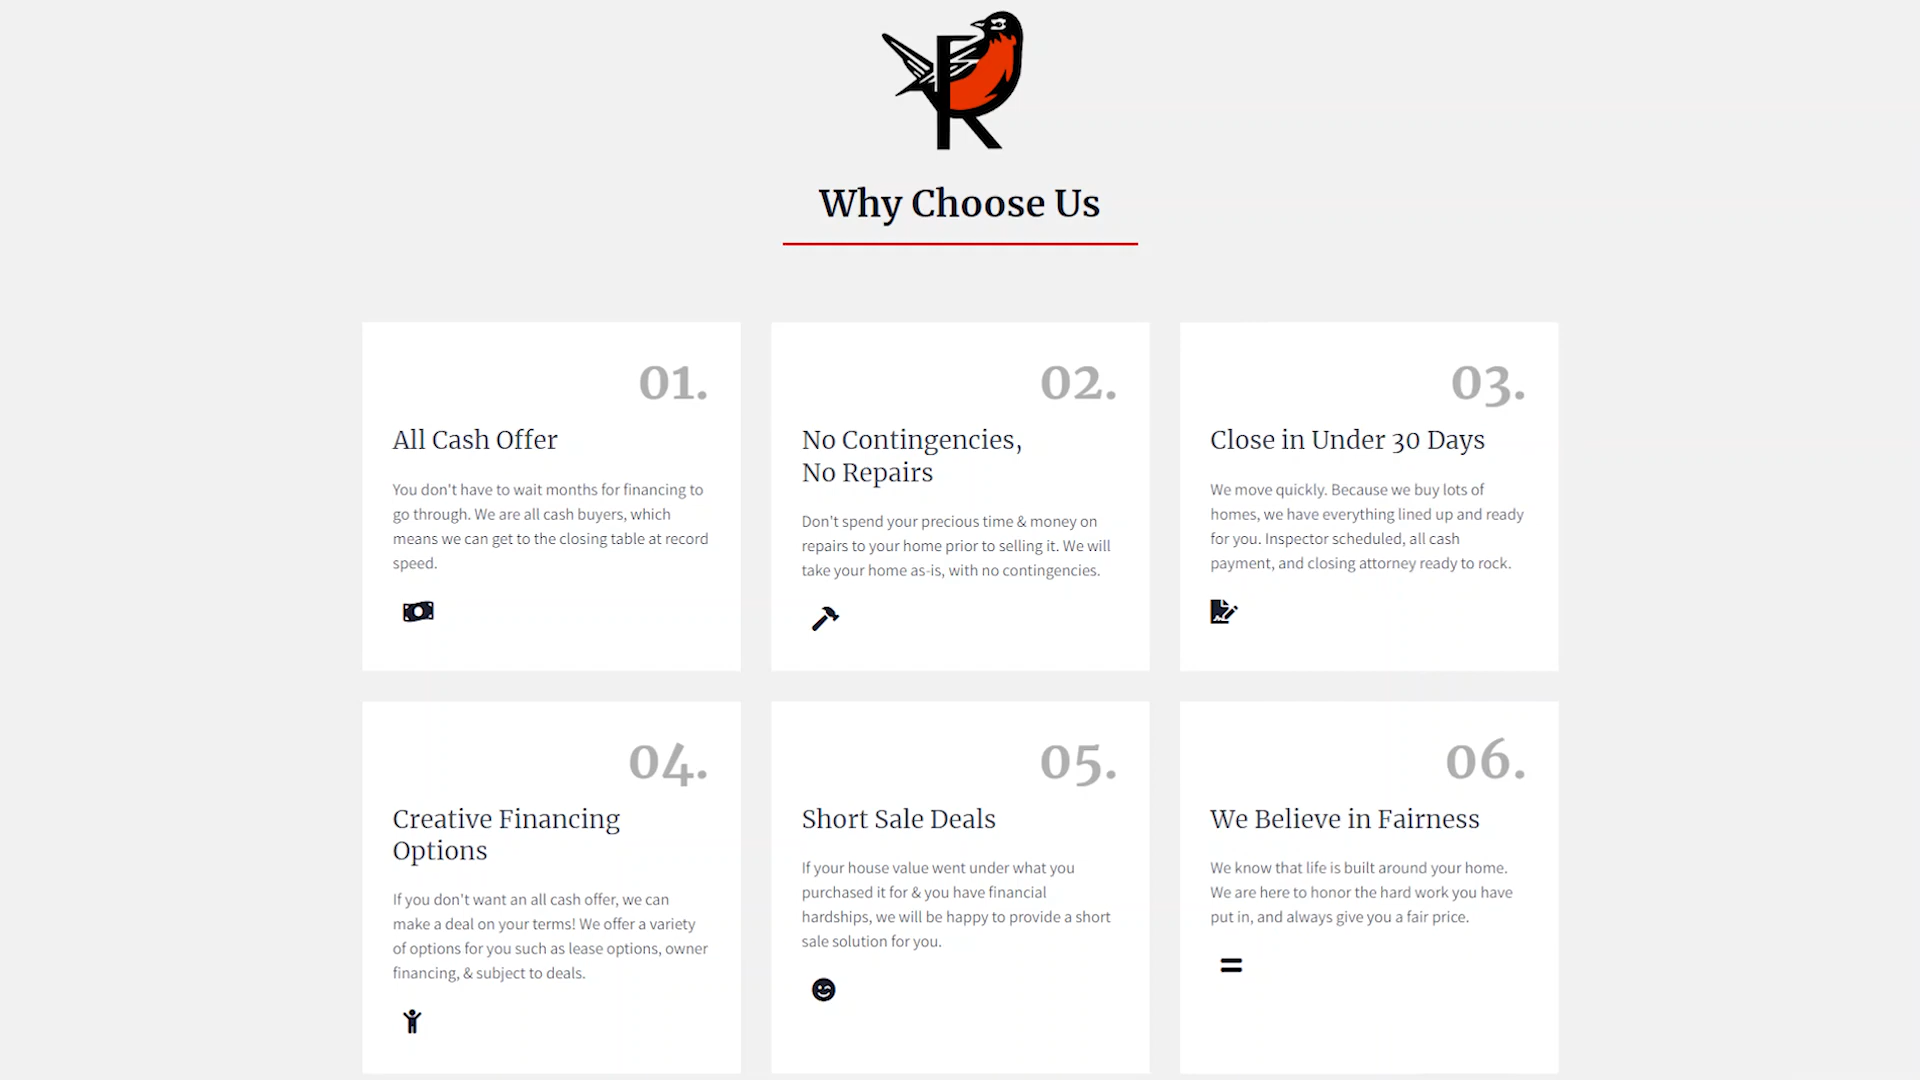 R
Why Choose Us
01.
All Cash Offer
You don't have to wait months for financing to
go through. We are all cash buyers, which
means we can get to the closing table at record
speed.
02.
No Contingencies,
No Repairs
Don't spend your precious time & money on
repairs to your home prior to selling it. We will
take your home as-is, with no contingencies.
03.
Close in Under 30 Days
We move quickly. Because we buy lots of
homes, we have everything lined up and ready
for you. Inspector scheduled, all cash
payment, and closing attorney ready to rock.
04.
Creative Financing
Options
If you don't want an all cash offer, we can
make a deal on your terms! We offer a variety
of options for you such as lease options, owner
financing, & subject to deals.
05.
Short Sale Deals
If your house value went under what you
purchased it for & you have financial
hardships, we will be happy to provide a short
sale solution for you.
06.
We Believe in Fairness
We know that life is built around your home.
We are here to honor the hard work you have
put in, and always give you a fair price.